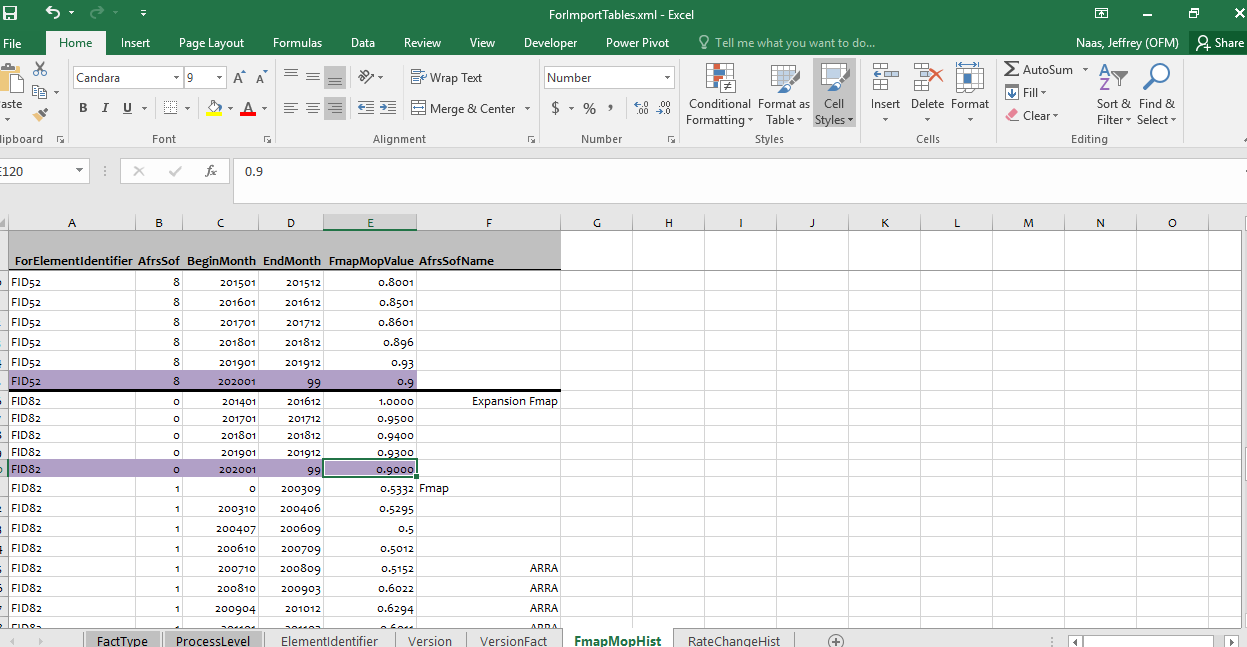 ForImportTables.xml - Excel
File Home Insert Page Layout Formulas Data Review View Developer Power Pivot Tell me what you want to do... Naas, Jeffrey (OFM) Share
Candara 9 A A Wrap Text Number Conditional Format as Cell Insert Delete Format AutoSum Sort & Find &
aste B I U A Merge & Center $ % , .00 .00 Formatting Table Styles Fill Filter Select
Clear
lipboard Font Alignment Number Styles Cells Editing
E120 fx 0.9
A B C D E F G H I J K L M N O
ForElementIdentifier AfrsSof BeginMonth EndMonth FmapMopValue AfrsSofName
FID52 8 201501 201512 0.8001
FID52 8 201601 201612 0.8501
FID52 8 201701 201712 0.8601
FID52 8 201801 201812 0.896
FID52 8 201901 201912 0.93
FID52 8 202001 99 0.9
FID82 0 201401 201612 1.0000 Expansion Fmap
FID82 0 201701 201712 0.9500
FID82 0 201801 201812 0.9400
FID82 0 201901 201912 0.9300
FID82 0 202001 99 0.9000
FID82 1 0 200309 0.5332 Fmap
FID82 1 200310 200406 0.5295
FID82 1 200407 200609 0.5
FID82 1 200610 200709 0.5012
FID82 1 200710 200809 0.5152 ARRA
FID82 1 200810 200903 0.6022 ARRA
FID82 1 200904 201012 0.6294 ARRA
FactType ProcessLevel ElementIdentifier Version VersionFact FmapMopHist RateChangeHist